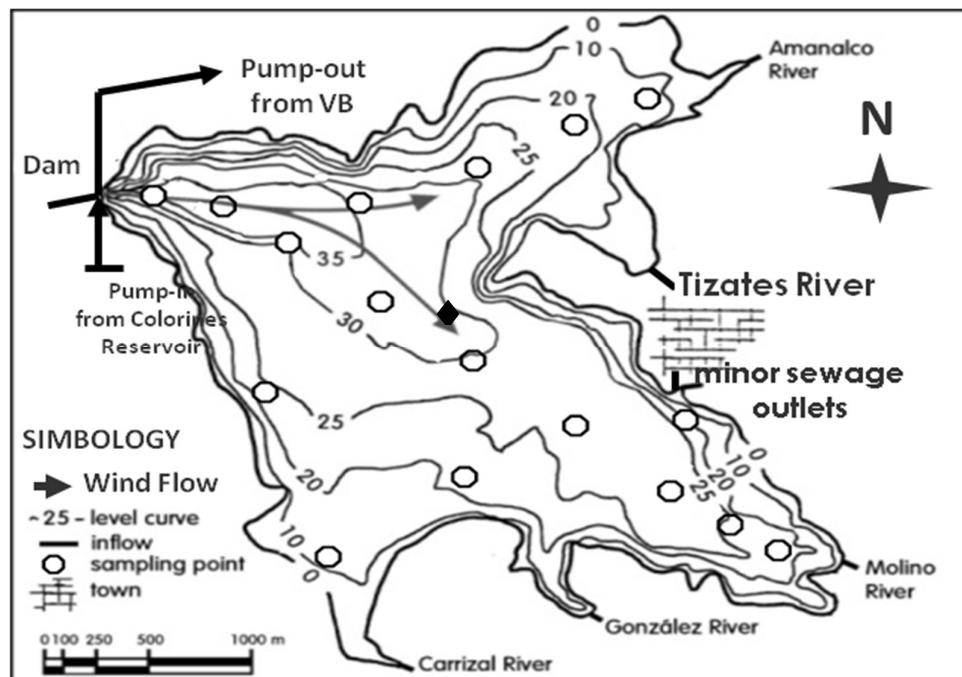 0
10
Amanalco
River
Pump-out
from VB
20
25
N
Dam
35
Tizates River
Pump-in
from Colorines
Reservoir
30
minor sewage
outlets
25
0
10
20
25
SIMBOLOGY
Wind Flow
20
~25 - level curve
10
inflow
0
sampling point
town
Molino
River
González River
0 100 250 500 1000 m
Carrizal River